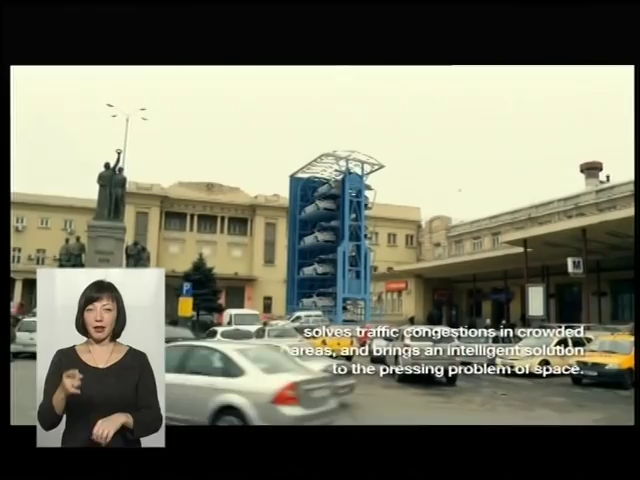 M
P
solves traffic congestions in crowded
areas, and brings an intelligent solution
to the pressing problem of space.